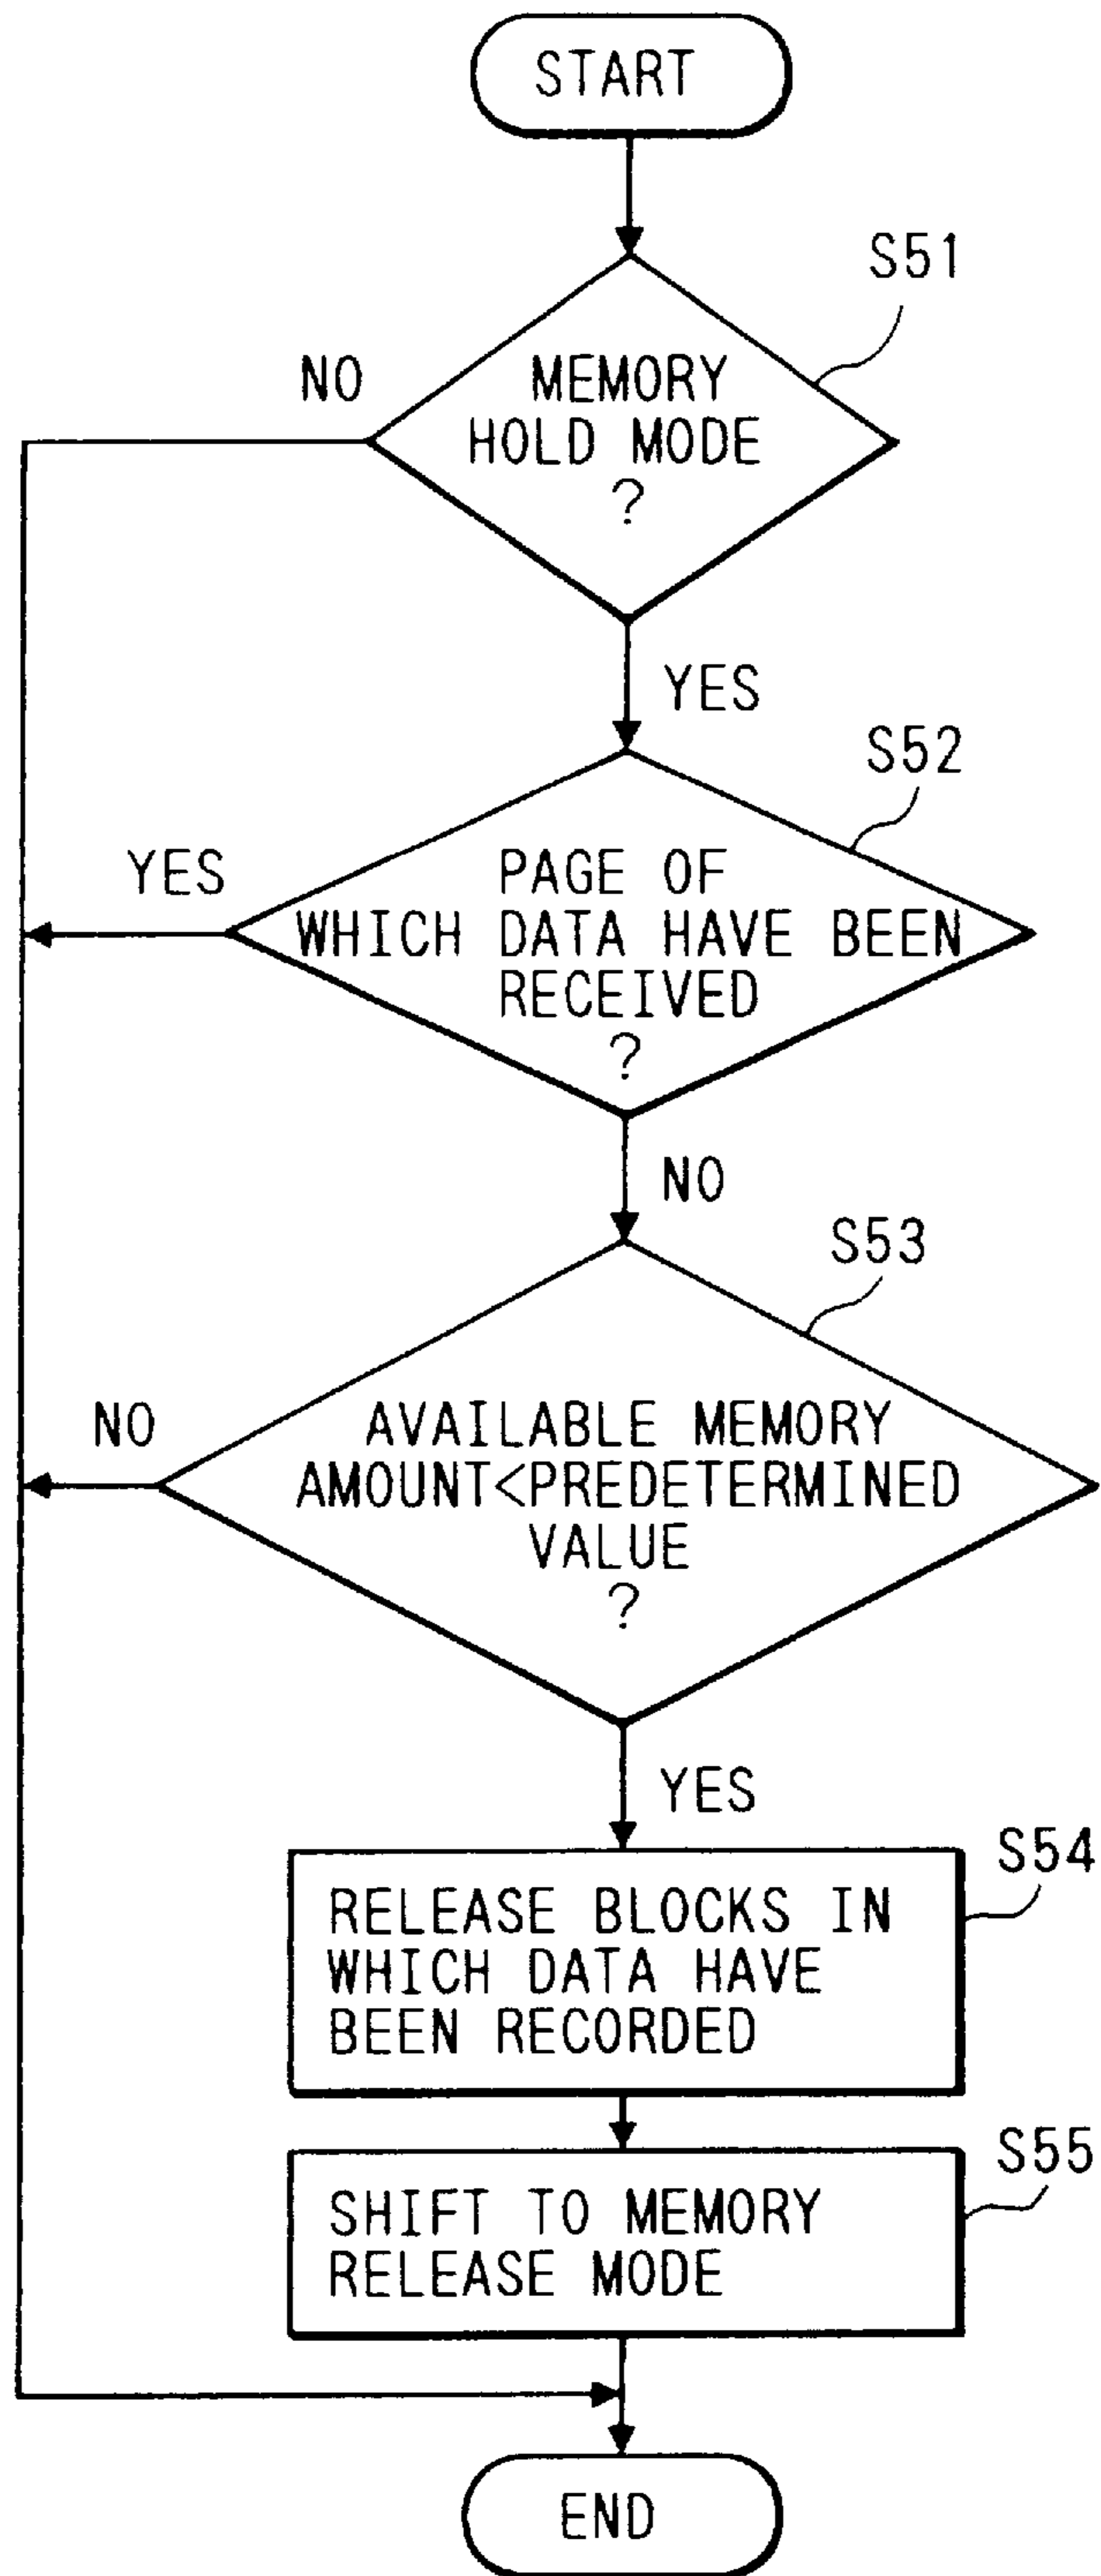 START
S51
NO
MEMORY
HOLD MODE
?
YES
S52
YES
PAGE OF
WHICH DATA HAVE BEEN
RECEIVED
?
NO
S53
NO
AVAILABLE MEMORY
AMOUNT<PREDETERMINED
VALUE
?
YES
S54
RELEASE BLOCKS IN
WHICH DATA HAVE
BEEN RECORDED
S55
SHIFT TO MEMORY
RELEASE MODE
END